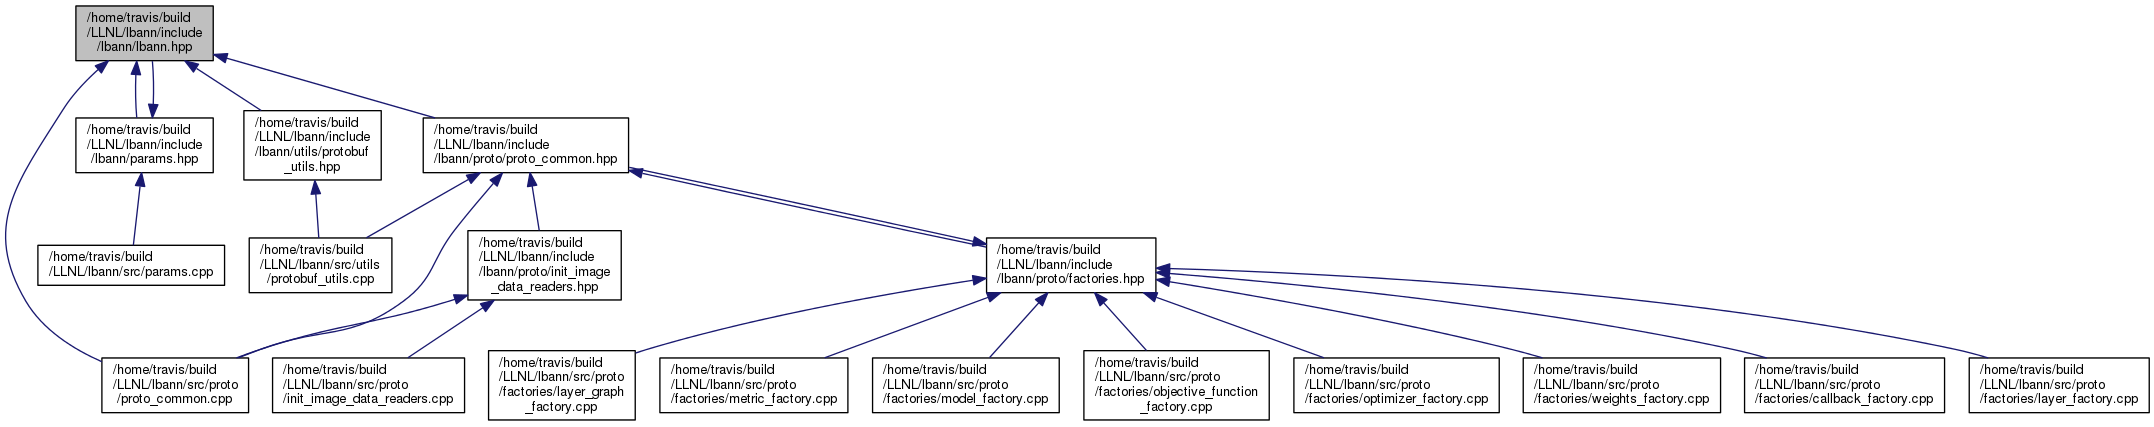 /home/travis/build
/LLNL/lbann/include
/lbann/lbann.hpp
/home/travis/build
/LLNL/lbann/include
/lbann/params.hpp
/home/travis/build
/LLNL/lbann/include
/lbann/utils/protobuf
_utils.hpp
/home/travis/build
/LLNL/lbann/include
/lbann/proto/proto_common.hpp
/home/travis/build
/LLNL/lbann/src/params.cpp
/home/travis/build
/LLNL/lbann/src/utils
/protobuf_utils.cpp
/home/travis/build
/LLNL/lbann/include
/lbann/proto/init_image
_data_readers.hpp
/home/travis/build
/LLNL/lbann/include
/lbann/proto/factories.hpp
/home/travis/build
/LLNL/lbann/src/proto
/proto_common.cpp
/home/travis/build
/LLNL/lbann/src/proto
/init_image_data_readers.cpp
/home/travis/build
/LLNL/lbann/src/proto
/factories/layer_graph
_factory.cpp
/home/travis/build
/LLNL/lbann/src/proto
/factories/metric_factory.cpp
/home/travis/build
/LLNL/lbann/src/proto
/factories/model_factory.cpp
/home/travis/build
/LLNL/lbann/src/proto
/factories/objective_function
_factory.cpp
/home/travis/build
/LLNL/lbann/src/proto
/factories/optimizer_factory.cpp
/home/travis/build
/LLNL/lbann/src/proto
/factories/weights_factory.cpp
/home/travis/build
/LLNL/lbann/src/proto
/factories/callback_factory.cpp
/home/travis/build
/LLNL/lbann/src/proto
/factories/layer_factory.cpp